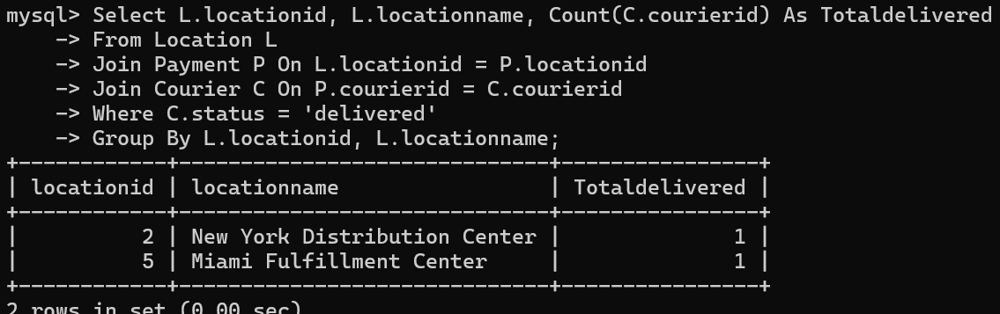 mysql> Select L.locationid, L.locationname, Count(C.courierid) As Totaldelivered
    -> From Location L
    -> Join Payment P On L.locationid = P.locationid
    -> Join Courier C On P.courierid = C.courierid
    -> Where C.status = 'delivered'
    -> Group By L.locationid, L.locationname;
+------------+------------------------------+----------------+
| locationid | locationname                 | Totaldelivered |
+------------+------------------------------+----------------+
|          2 | New York Distribution Center |              1 |
|          5 | Miami Fulfillment Center     |              1 |
+------------+------------------------------+----------------+
2 rows in set (0.00 sec)